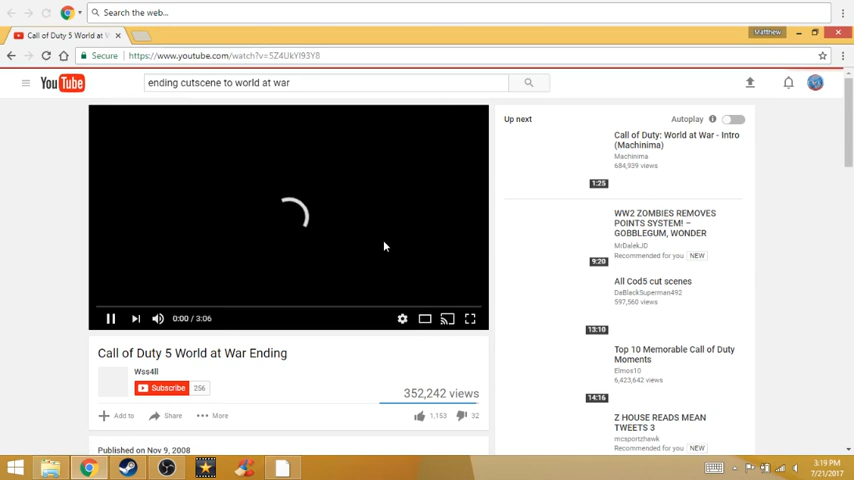 Search the web...
Call of Duty 5 World at W
Matthew
Secure
https://www.youtube.com/watch?v=5Z4UkYI93Y8
YouTube
ending cutscene to world at war
Up next
Autoplay
Call of Duty: World at War - Intro
(Machinima)
Machinima
684,939 views
1:25
WW2 ZOMBIES REMOVES
POINTS SYSTEM! –
GOBBLEGUM, WONDER
MrDalekJD
Recommended for you NEW
9:20
All Cod5 cut scenes
DaBlackSuperman492
597,560 views
13:10
Top 10 Memorable Call of Duty
Moments
Elmos10
6,423,642 views
14:16
Z HOUSE READS MEAN
TWEETS 3
mcsportzhawk
Recommended for you NEW
0:00 / 3:06
Call of Duty 5 World at War Ending
Wss4ll
Subscribe 256
352,242 views
Add to Share More
1,153 32
Published on Nov 9, 2008
3:19 PM
7/21/2017